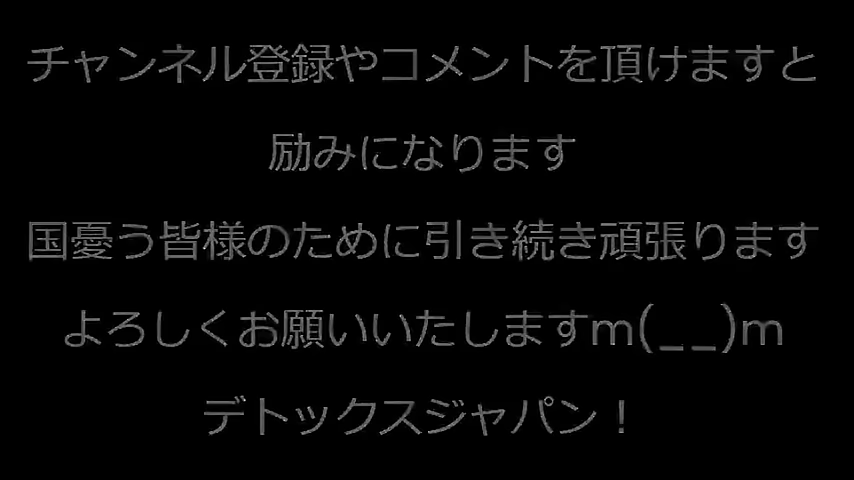 チャンネル登録やコメントを頂けますと
励みになります
国憂う皆様のために引き続き頑張ります
よろしくお願いいたしますm(__)m
デトックスジャパン！